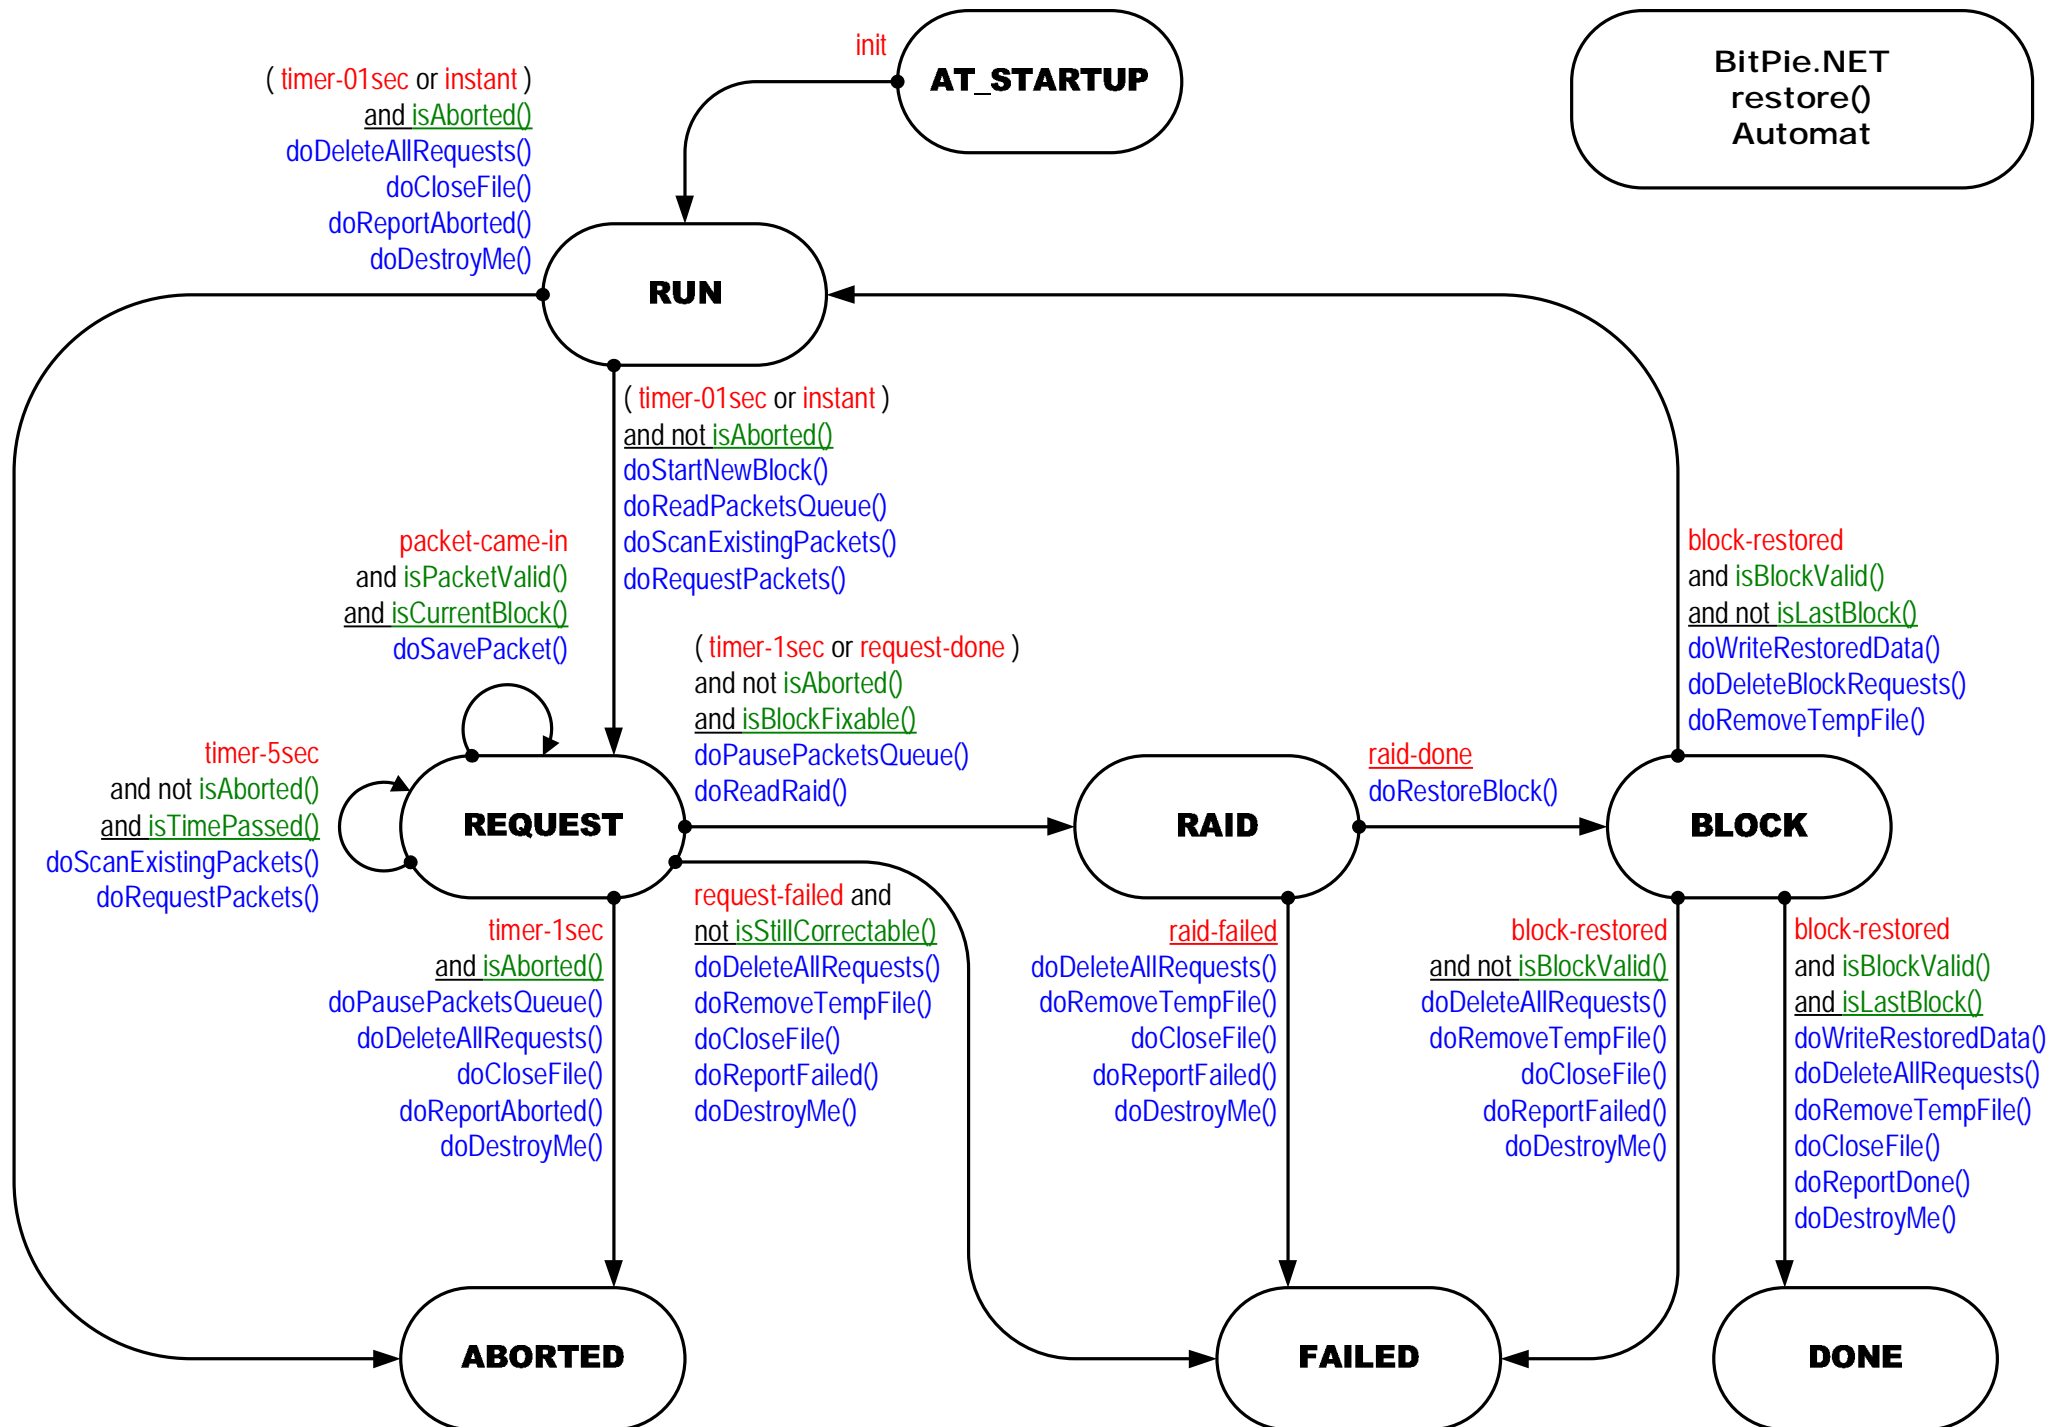 init
AT_STARTUP
BitPie.NET
restore()
Automat
( timer-01sec or instant )
and isAborted()
doDeleteAllRequests()
doCloseFile()
doReportAborted()
doDestroyMe()
RUN
( timer-01sec or instant )
and not isAborted()
doStartNewBlock()
doReadPacketsQueue()
doScanExistingPackets()
doRequestPackets()
packet-came-in
and isPacketValid()
and isCurrentBlock()
doSavePacket()
block-restored
and isBlockValid()
and not isLastBlock()
doWriteRestoredData()
doDeleteBlockRequests()
doRemoveTempFile()
( timer-1sec or request-done )
and not isAborted()
and isBlockFixable()
doPausePacketsQueue()
doReadRaid()
timer-5sec
and not isAborted()
and isTimePassed()
doScanExistingPackets()
doRequestPackets()
raid-done
doRestoreBlock()
REQUEST
RAID
BLOCK
timer-1sec
and isAborted()
doPausePacketsQueue()
doDeleteAllRequests()
doCloseFile()
doReportAborted()
doDestroyMe()
request-failed and
not isStillCorrectable()
doDeleteAllRequests()
doRemoveTempFile()
doCloseFile()
doReportFailed()
doDestroyMe()
raid-failed
doDeleteAllRequests()
doRemoveTempFile()
doCloseFile()
doReportFailed()
doDestroyMe()
block-restored
and not isBlockValid()
doDeleteAllRequests()
doRemoveTempFile()
doCloseFile()
doReportFailed()
doDestroyMe()
block-restored
and isBlockValid()
and isLastBlock()
doWriteRestoredData()
doDeleteAllRequests()
doRemoveTempFile()
doCloseFile()
doReportDone()
doDestroyMe()
ABORTED
FAILED
DONE